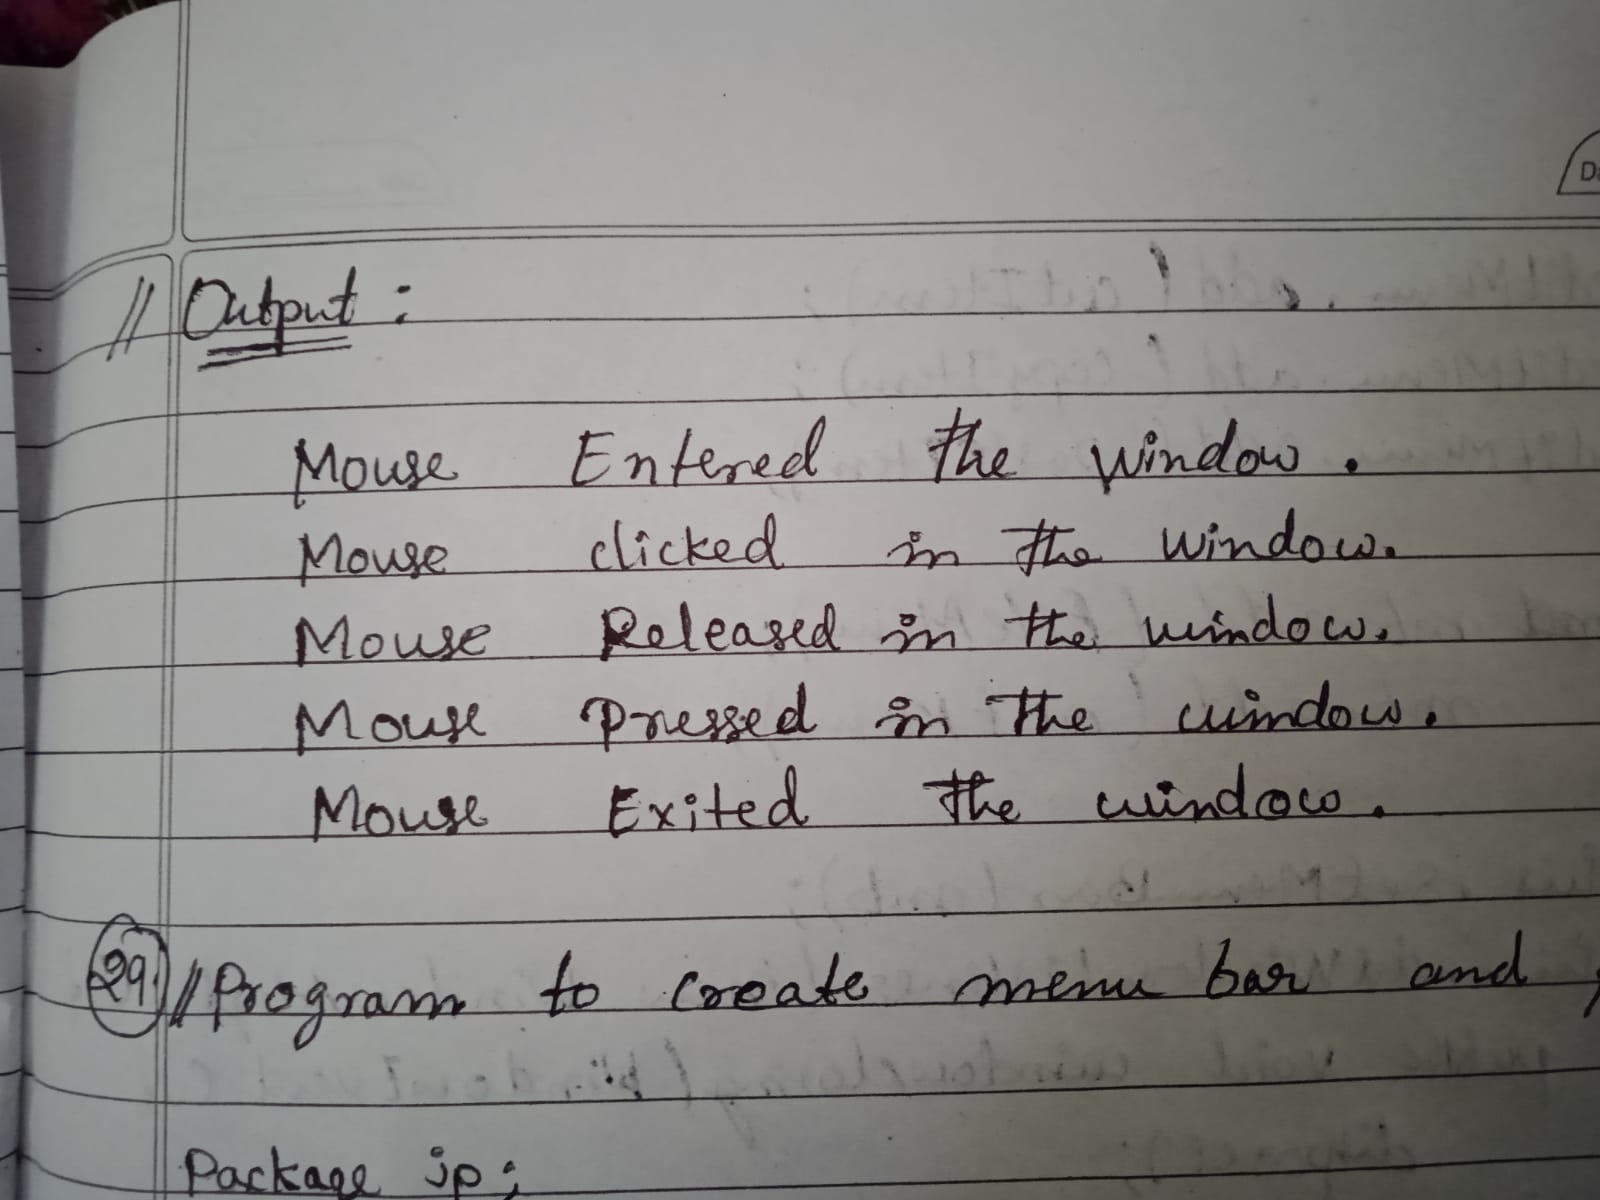 // Output :
Mouse Entered the window.
Mouse clicked in the window.
Mouse Released in the window.
Mouse Pressed in the window.
Mouse Exited the window.
29. // Program to create menu bar and
Package jp;